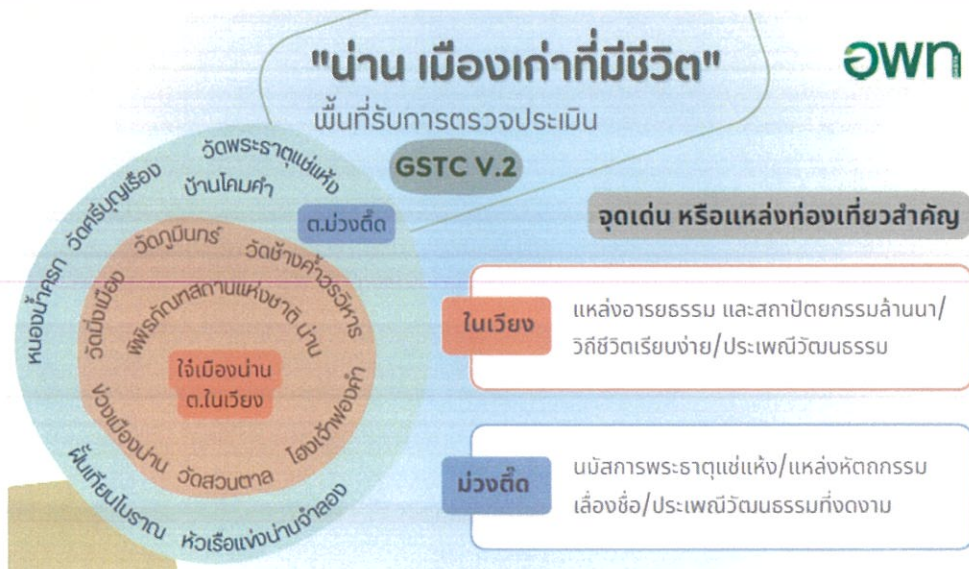 "น่าน เมืองเก่าที่มีชีวิต"
อพท
พื้นที่รับการตรวจประเมิน
GSTC V.2
วัดพระธาตุแช่แห้ง
บ้านโคมคำ
วัดศรีบุญเรือง
หนองน้ำครก
ต.ม่วงตึ๊ด
วัดภูมินทร์
วัดช้างค้ำวรวิหาร
วัดมิ่งเมือง
พิพิธภัณฑสถานแห่งชาติ น่าน
ใจ๋เมืองน่าน
ต.ในเวียง
ข่วงเมืองน่าน
วัดสวนตาล
โฮงเจ้าฟองคำ
ฝั้นเทียนโบราณ
หัวเรือแข่งน่านจำลอง
จุดเด่น หรือแหล่งท่องเที่ยวสำคัญ
ในเวียง
แหล่งอารยธรรม และสถาปัตยกรรมล้านนา/
วิถีชีวิตเรียบง่าย/ประเพณีวัฒนธรรม
ม่วงตึ๊ด
นมัสการพระธาตุแช่แห้ง/แหล่งหัตถกรรม
เลื่องชื่อ/ประเพณีวัฒนธรรมที่งดงาม